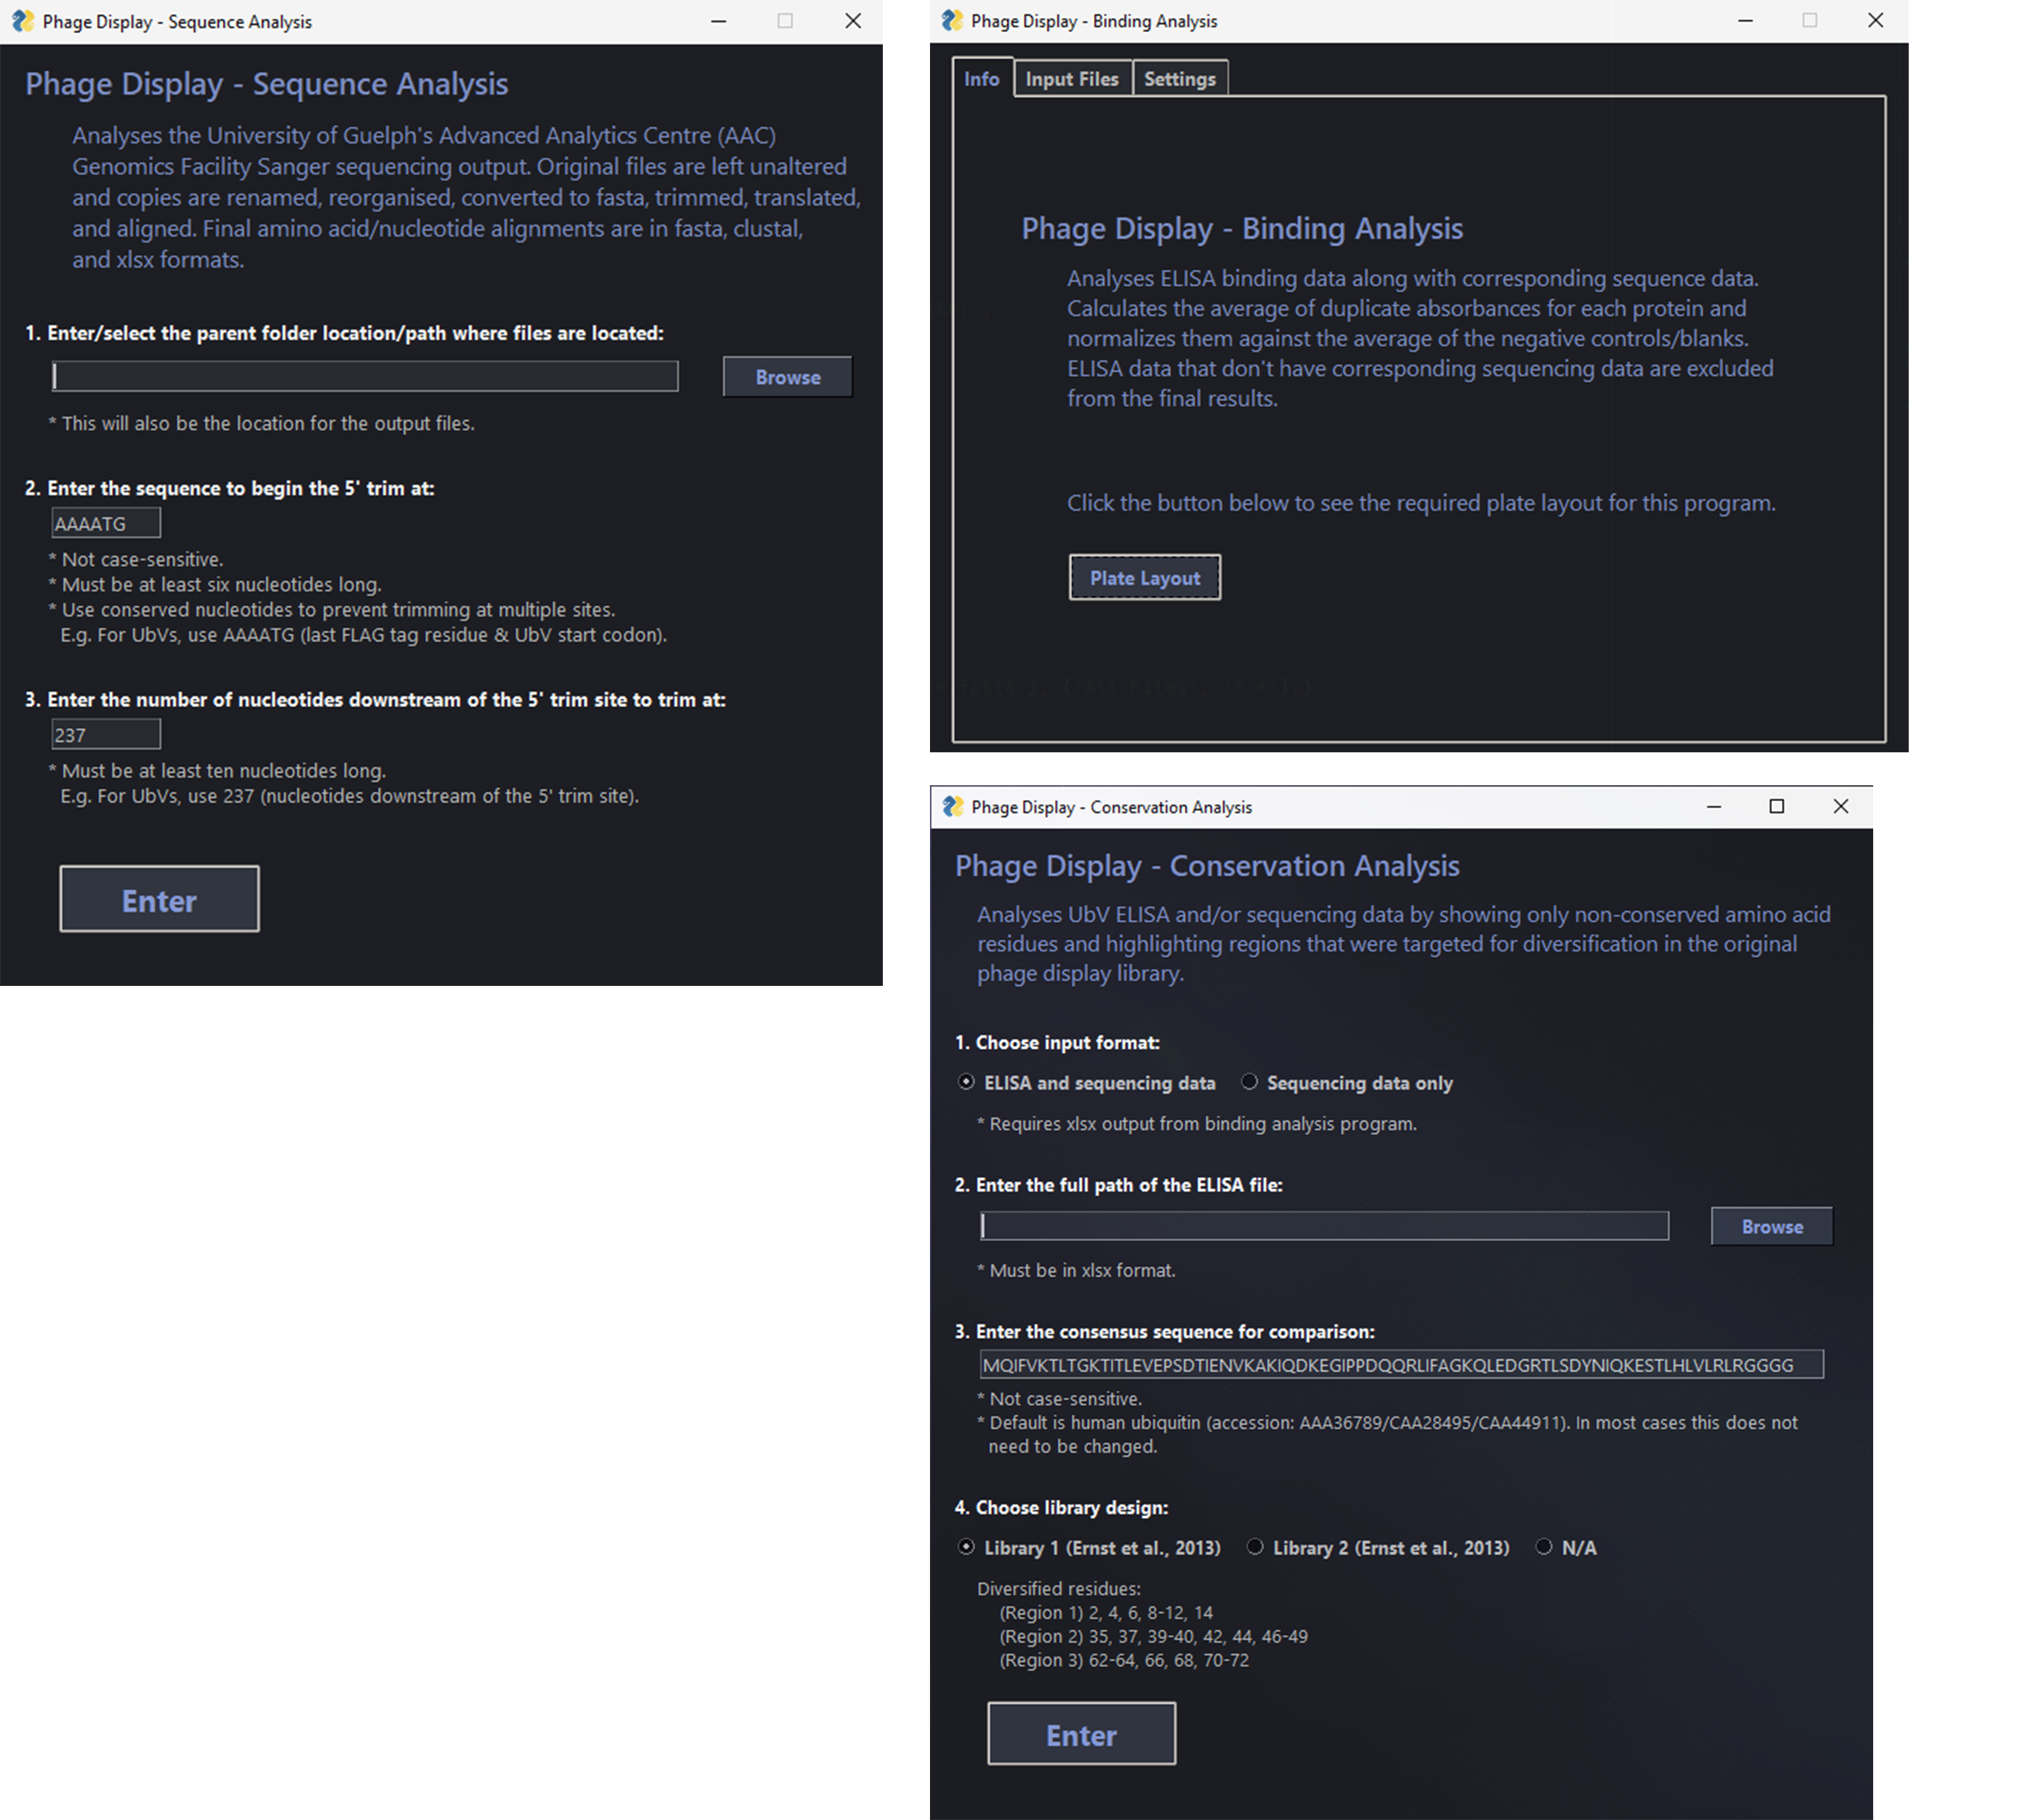 Phage Display - Sequence Analysis
Phage Display - Sequence Analysis
Analyses the University of Guelph's Advanced Analytics Centre (AAC)
Genomics Facility Sanger sequencing output. Original files are left unaltered
and copies are renamed, reorganised, converted to fasta, trimmed, translated,
and aligned. Final amino acid/nucleotide alignments are in fasta, clustal,
and xlsx formats.
1. Enter/select the parent folder location/path where files are located:
Browse
* This will also be the location for the output files.
2. Enter the sequence to begin the 5' trim at:
AAAATG
* Not case-sensitive.
* Must be at least six nucleotides long.
* Use conserved nucleotides to prevent trimming at multiple sites.
E.g. For UbVs, use AAAATG (last FLAG tag residue & UbV start codon).
3. Enter the number of nucleotides downstream of the 5' trim site to trim at:
237
* Must be at least ten nucleotides long.
E.g. For UbVs, use 237 (nucleotides downstream of the 5' trim site).
Enter
Phage Display - Binding Analysis
Info Input Files Settings
Phage Display - Binding Analysis
Analyses ELISA binding data along with corresponding sequence data.
Calculates the average of duplicate absorbances for each protein and
normalizes them against the average of the negative controls/blanks.
ELISA data that don't have corresponding sequencing data are excluded
from the final results.
Click the button below to see the required plate layout for this program.
Plate Layout
Phage Display - Conservation Analysis
Phage Display - Conservation Analysis
Analyses UbV ELISA and/or sequencing data by showing only non-conserved amino acid
residues and highlighting regions that were targeted for diversification in the original
phage display library.
1. Choose input format:
ELISA and sequencing data Sequencing data only
* Requires xlsx output from binding analysis program.
2. Enter the full path of the ELISA file:
Browse
* Must be in xlsx format.
3. Enter the consensus sequence for comparison:
MQIFVKTLTGKTITLEVEPSDTIENVKAKIQDKEGIPPDQQRLIFAGKQLEDGRTLSDYNIQKESTLHLVLRLRGGGG
* Not case-sensitive.
* Default is human ubiquitin (accession: AAA36789/CAA28495/CAA44911). In most cases this does not
need to be changed.
4. Choose library design:
Library 1 (Ernst et al., 2013) Library 2 (Ernst et al., 2013) N/A
Diversified residues:
(Region 1) 2, 4, 6, 8-12, 14
(Region 2) 35, 37, 39-40, 42, 44, 46-49
(Region 3) 62-64, 66, 68, 70-72
Enter